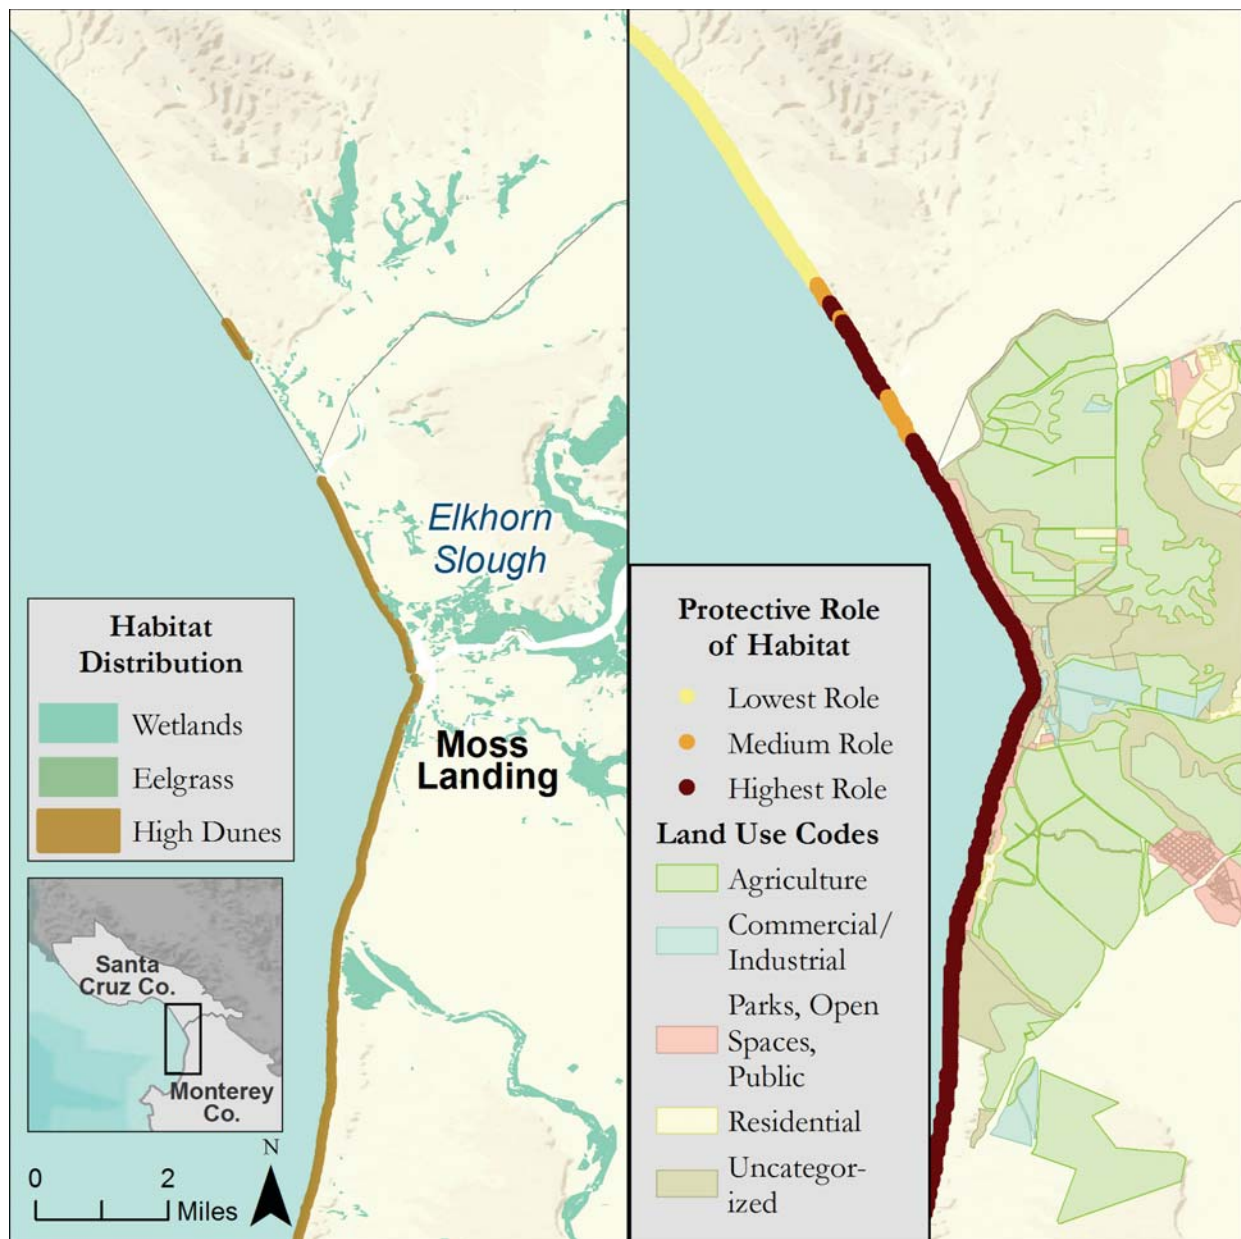 Elkhorn
Slough
Moss
Landing
Habitat
Distribution
Wetlands
Eelgrass
High Dunes
Santa
Cruz Co.
Monterey
Co.
N
0 2
Miles
Protective Role
of Habitat
Lowest Role
Medium Role
Highest Role
Land Use Codes
Agriculture
Commercial/
Industrial
Parks, Open
Spaces,
Public
Residential
Uncategor-
ized